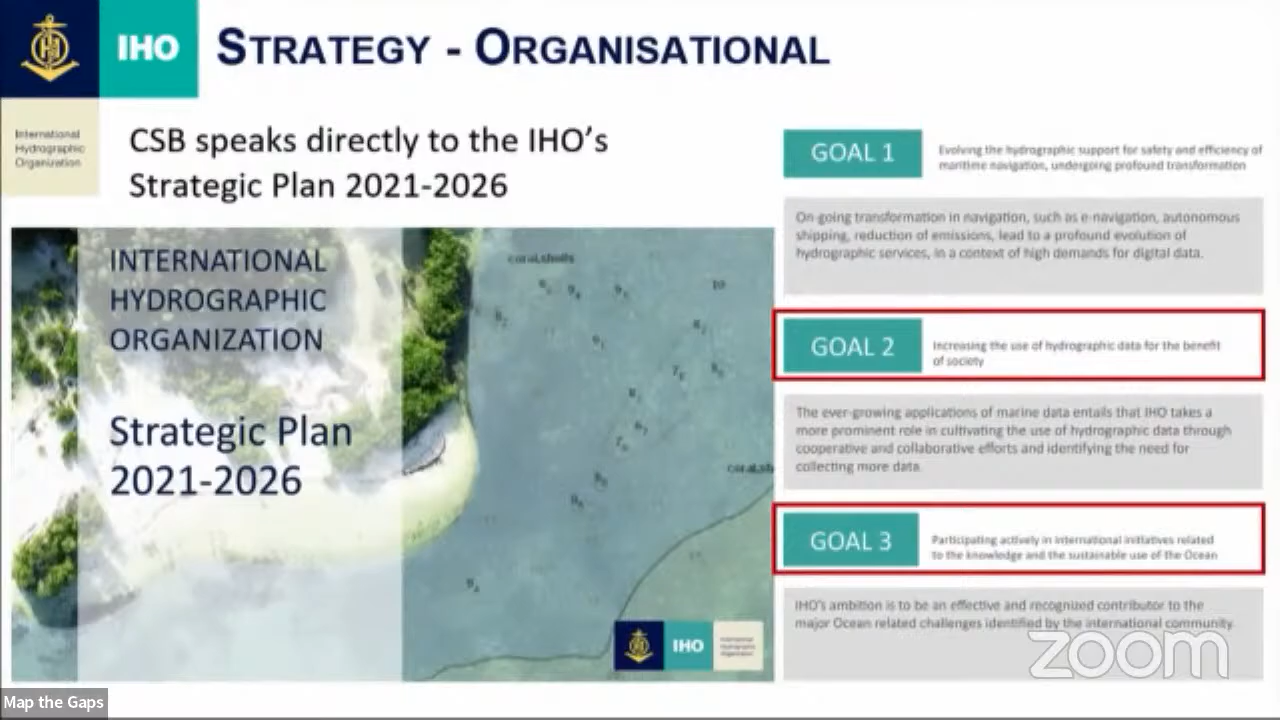 IHO
STRATEGY - ORGANISATIONAL
International
Hydrographic
Organization
CSB speaks directly to the IHO’s
Strategic Plan 2021-2026
INTERNATIONAL
HYDROGRAPHIC
ORGANIZATION
Strategic Plan
2021-2026
coral,shells
10
IHO
International
Hydrographic
Organization
GOAL 1
Evolving the hydrographic support for safety and efficiency of
maritime navigation, undergoing profound transformation
On-going transformation in navigation, such as e-navigation, autonomous
shipping, reduction of emissions, lead to a profound evolution of
hydrographic services, in a context of high demands for digital data.
GOAL 2
Increasing the use of hydrographic data for the benefit
of society
The ever-growing applications of marine data entails that IHO takes a
more prominent role in cultivating the use of hydrographic data through
cooperative and collaborative efforts and identifying the need for
collecting more data.
GOAL 3
Participating actively in international initiatives related
to the knowledge and the sustainable use of the Ocean
IHO’s ambition is to be an effective and recognized contributor to the
major Ocean related challenges identified by the international community.
zoom
Map the Gaps